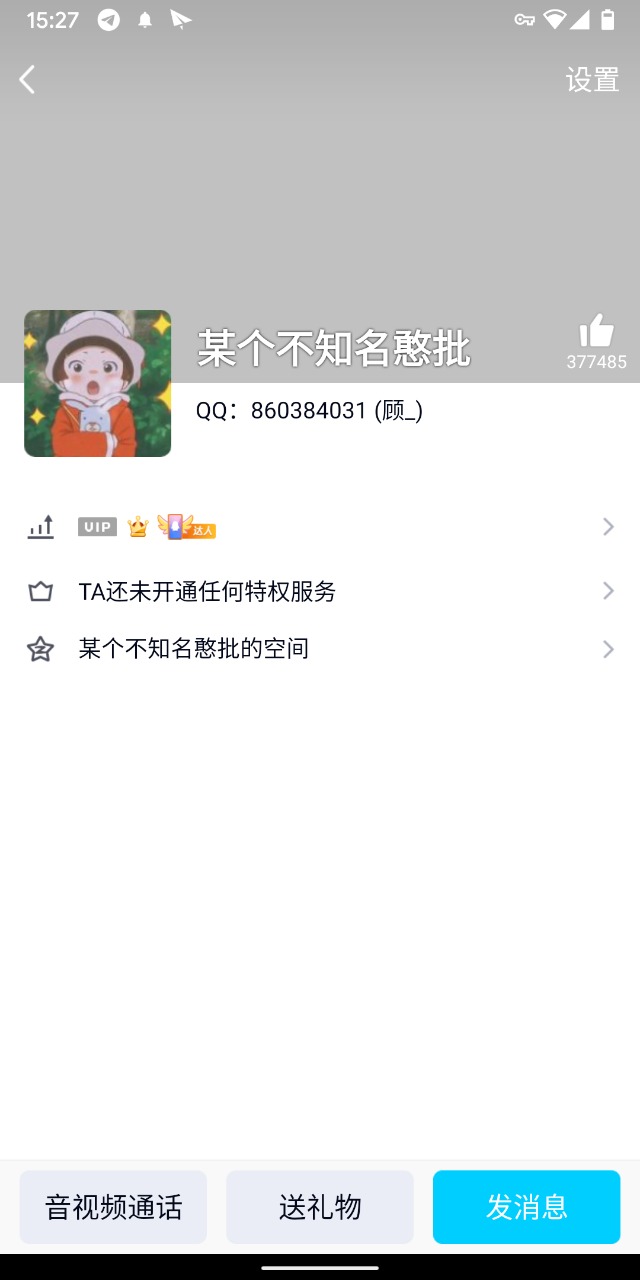 15:27
设置
某个不知名憨批
377485
QQ：860384031 (顾_)
VIP 达人
TA还未开通任何特权服务
某个不知名憨批的空间
音视频通话 送礼物 发消息